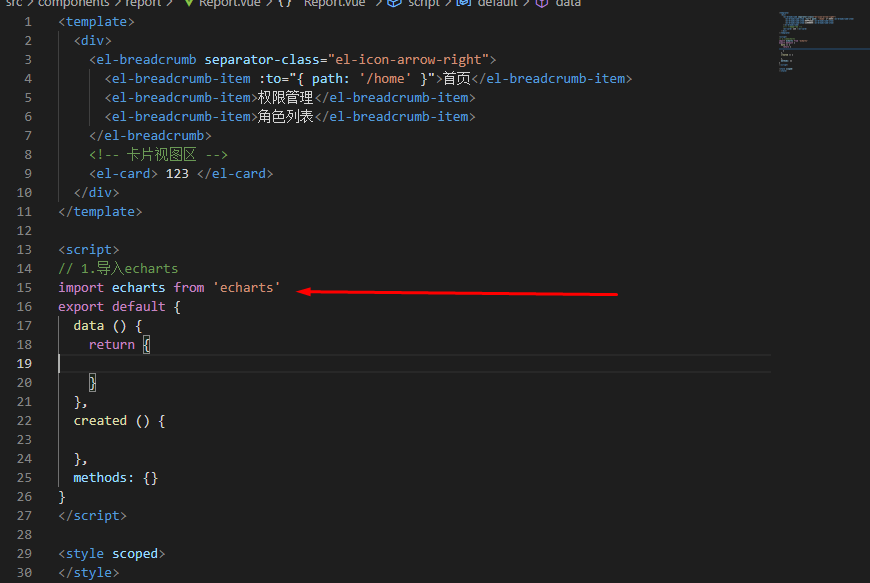 src > components > report > Report.vue > {} "Report.vue" > script > default > data
1 <template>
2 <div>
3 <el-breadcrumb separator-class="el-icon-arrow-right">
4 <el-breadcrumb-item :to="{ path: '/home' }">首页</el-breadcrumb-item>
5 <el-breadcrumb-item>权限管理</el-breadcrumb-item>
6 <el-breadcrumb-item>角色列表</el-breadcrumb-item>
7 </el-breadcrumb>
8 <!-- 卡片视图区 -->
9 <el-card> 123 </el-card>
10 </div>
11 </template>
12
13 <script>
14 // 1.导入echarts
15 import echarts from 'echarts'
16 export default {
17 data () {
18 return {
19
20 }
21 },
22 created () {
23
24 },
25 methods: {}
26 }
27 </script>
28
29 <style scoped>
30 </style>